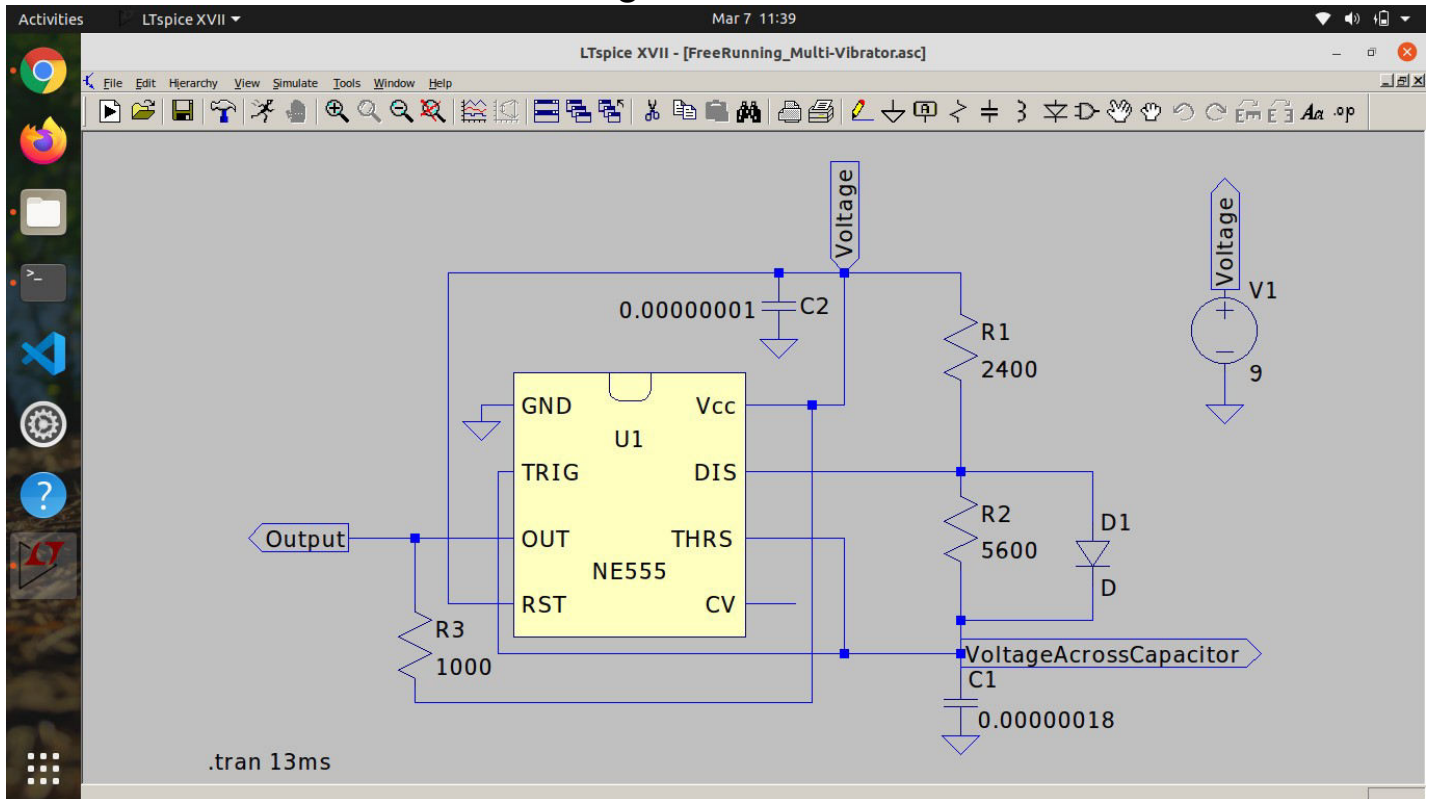 Activities LTspice XVII Mar 7 11:39
LTspice XVII - [FreeRunning_Multi-Vibrator.asc]
File Edit Hierarchy View Simulate Tools Window Help
Aa .op
Voltage
Voltage
V1
9
0.00000001
C2
R1
2400
GND
Vcc
U1
TRIG
DIS
Output
OUT
THRS
NE555
RST
CV
R2
5600
D1
D
R3
1000
VoltageAcrossCapacitor
C1
0.00000018
.tran 13ms